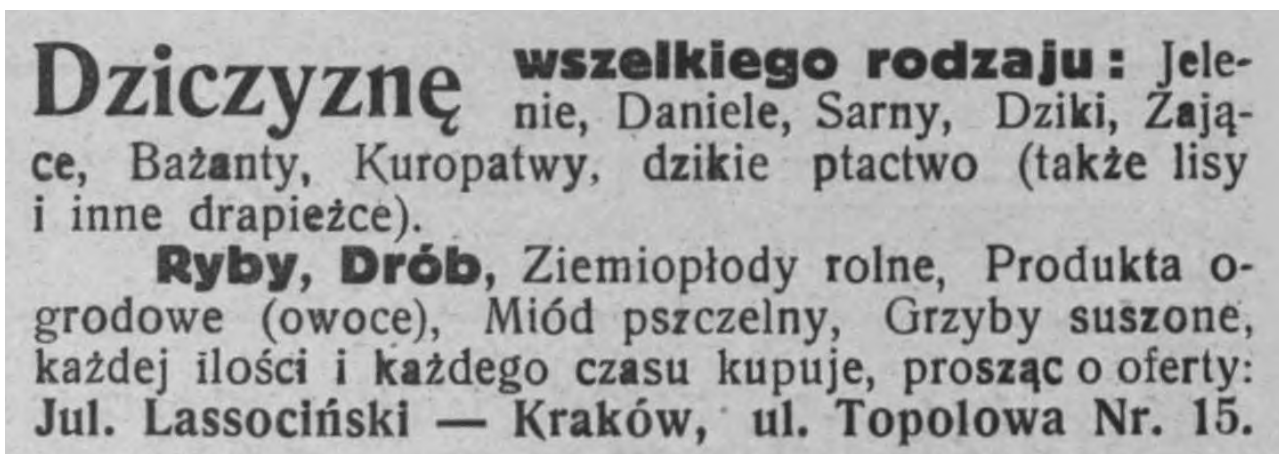 Dziczyznę wszelkiego rodzaju: Jele-
nie, Daniele, Sarny, Dziki, Zają-
ce, Bażanty, Kuropatwy, dzikie ptactwo (także lisy
i inne drapieżce).
Ryby, Drób, Ziemiopłody rolne, Produkta o-
grodowe (owoce), Miód pszczelny, Grzyby suszone,
każdej ilości i każdego czasu kupuje, prosząc o oferty:
Jul. Lassociński — Kraków, ul. Topolowa Nr. 15.